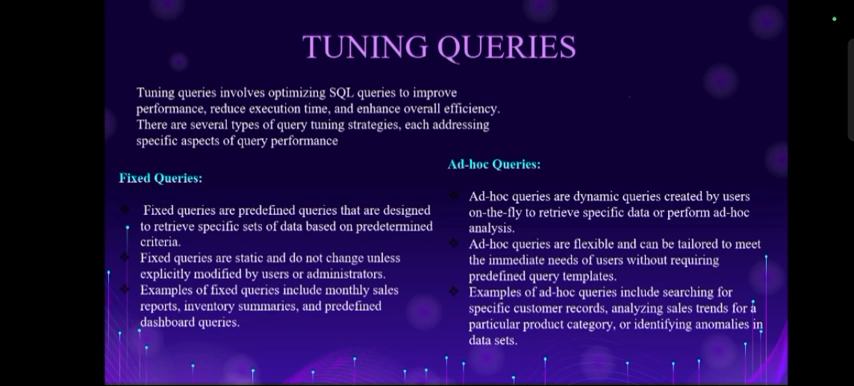 TUNING QUERIES
Tuning queries involves optimizing SQL queries to improve
performance, reduce execution time, and enhance overall efficiency.
There are several types of query tuning strategies, each addressing
specific aspects of query performance
Fixed Queries:
Fixed queries are predefined queries that are designed
to retrieve specific sets of data based on predetermined
criteria.
Fixed queries are static and do not change unless
explicitly modified by users or administrators.
Examples of fixed queries include monthly sales
reports, inventory summaries, and predefined
dashboard queries.
Ad-hoc Queries:
Ad-hoc queries are dynamic queries created by users
on-the-fly to retrieve specific data or perform ad-hoc
analysis.
Ad-hoc queries are flexible and can be tailored to meet
the immediate needs of users without requiring
predefined query templates.
Examples of ad-hoc queries include searching for
specific customer records, analyzing sales trends for a
particular product category, or identifying anomalies in
data sets.